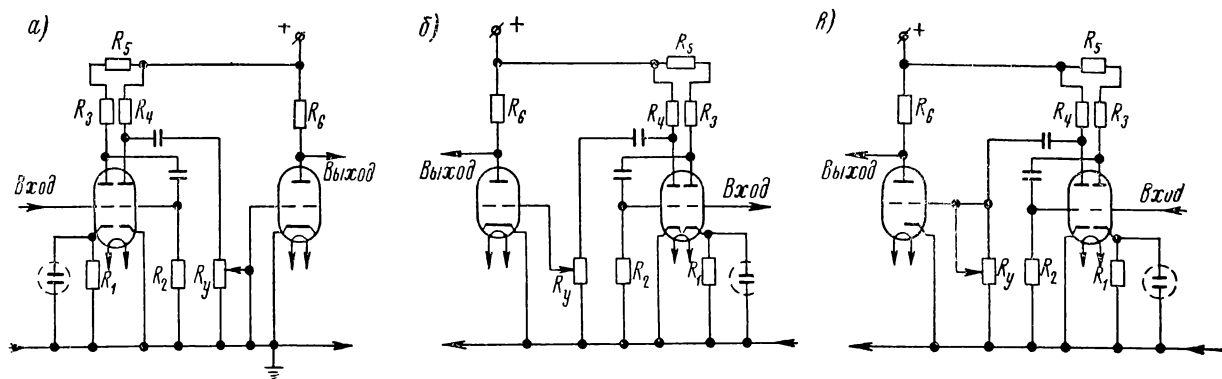 а)
+
R₅
R₃
R₄
R₆
Вход
Выход
R₁
R₂
Rу
б)
+
R₅
R₆
R₄
R₃
Выход
Вход
Rу
R₂
R₁
в)
+
R₅
R₆
R₄
R₃
Выход
Вход
Rу
R₂
R₁